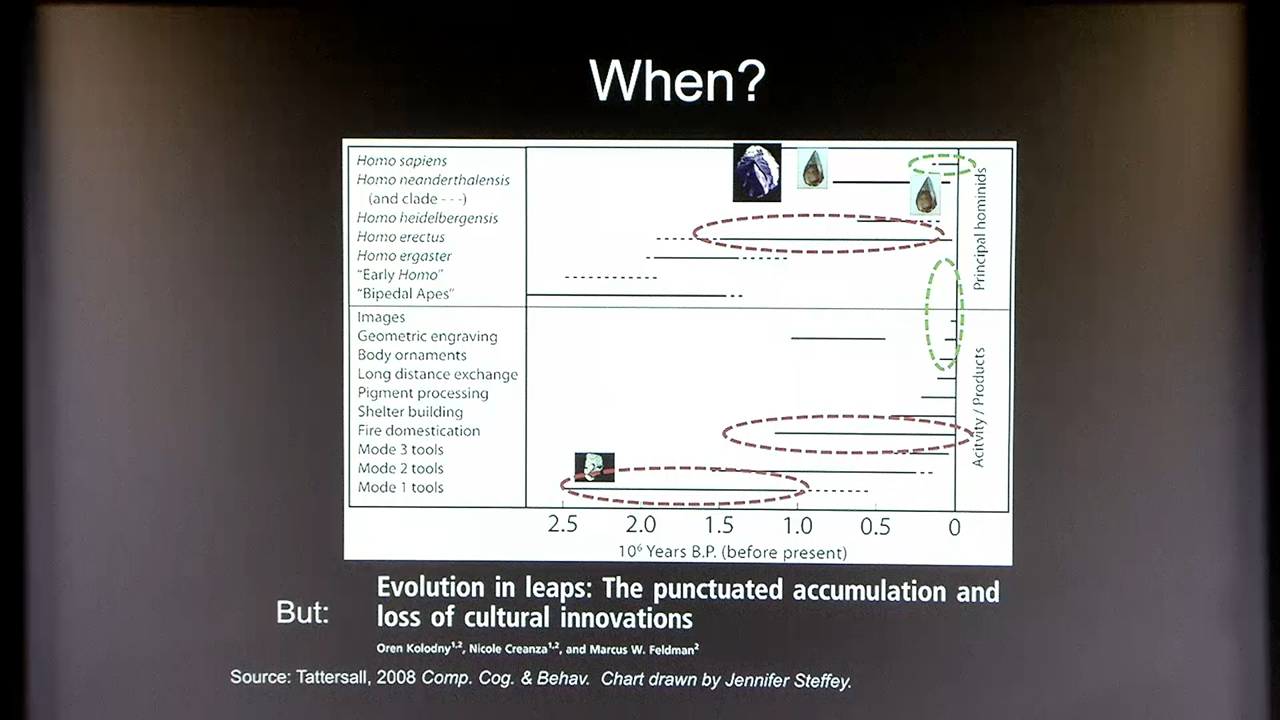 When?
Homo sapiens
Homo neanderthalensis
(and clade - - -)
Homo heidelbergensis
Homo erectus
Homo ergaster
“Early Homo”
“Bipedal Apes”
Principal hominids
Images
Geometric engraving
Body ornaments
Long distance exchange
Pigment processing
Shelter building
Fire domestication
Mode 3 tools
Mode 2 tools
Mode 1 tools
Acitvity / Products
2.5 2.0 1.5 1.0 0.5 0
10⁶ Years B.P. (before present)
But:
Evolution in leaps: The punctuated accumulation and
loss of cultural innovations
Oren Kolodny¹,², Nicole Creanza¹,², and Marcus W. Feldman²
Source: Tattersall, 2008 Comp. Cog. & Behav. Chart drawn by Jennifer Steffey.